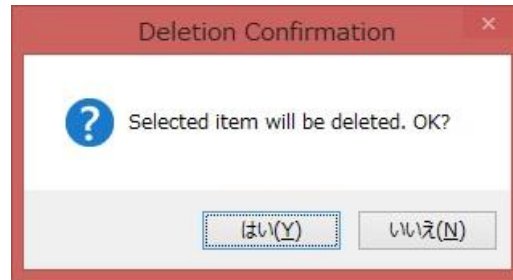 Deletion Confirmation
Selected item will be deleted. OK?
はい(Y) いいえ(N)